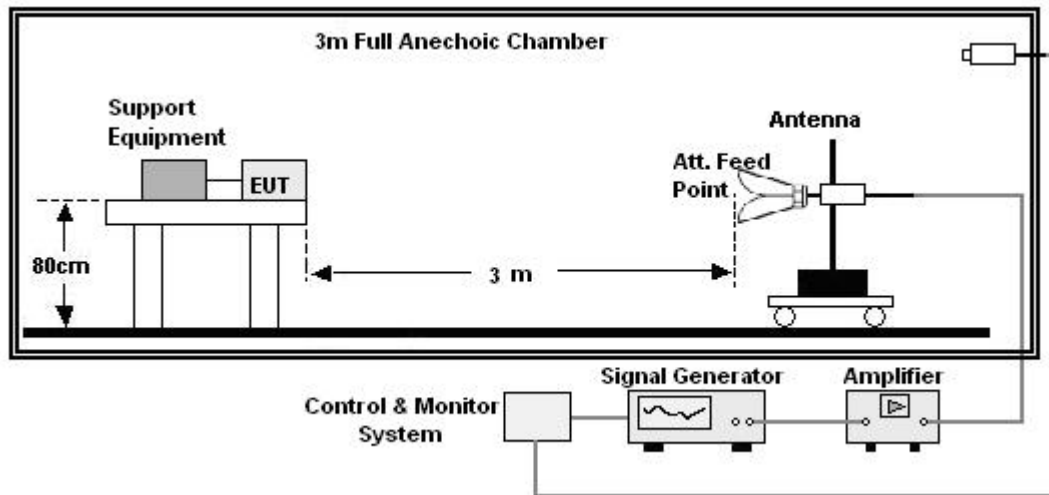 3m Full Anechoic Chamber
Support
Equipment
EUT
Antenna
Att. Feed
Point
80cm
3 m
Signal Generator
Amplifier
Control & Monitor
System